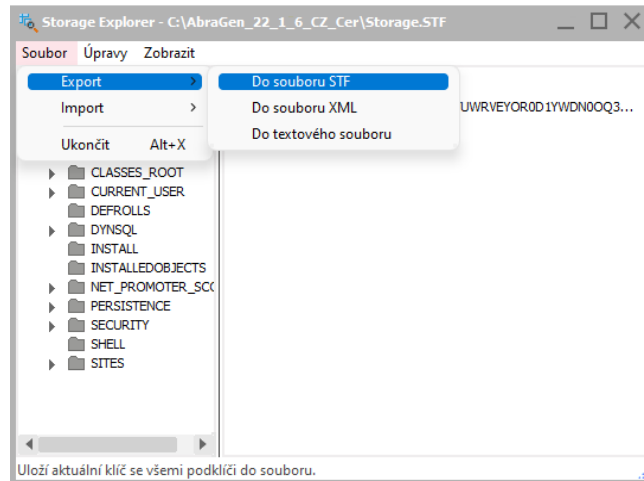 Storage Explorer - C:\AbraGen_22_1_6_CZ_Cer\Storage.STF
Soubor Úpravy Zobrazit
Export Do souboru STF
Import Do souboru XML UWRVEYOR0D1YWDN0OQ3...
Do textového souboru
Ukončit Alt+X
CLASSES_ROOT
CURRENT_USER
DEFROLLS
DYNSQL
INSTALL
INSTALLEDOBJECTS
NET_PROMOTER_SC
PERSISTENCE
SECURITY
SHELL
SITES
Uloží aktuální klíč se všemi podklíči do souboru.